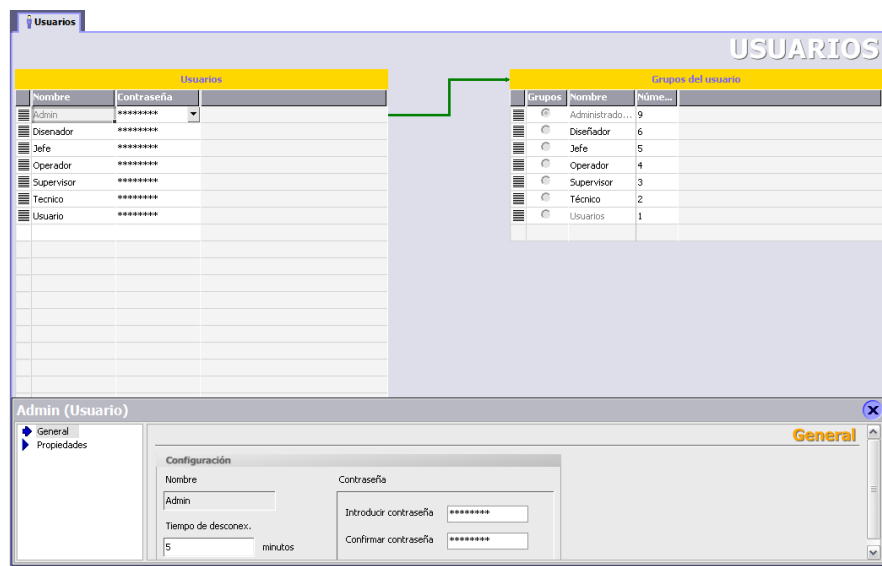 Usuarios
USUARIOS
Usuarios
Nombre Contraseña
Admin ********
Disenador ********
Jefe ********
Operador ********
Supervisor ********
Tecnico ********
Usuario ********
Grupos del usuario
Grupos Nombre Núme...
Administrado... 9
Diseñador 6
Jefe 5
Operador 4
Supervisor 3
Técnico 2
Usuarios 1
Admin (Usuario)
General
Propiedades
General
Configuración
Nombre
Admin
Tiempo de desconex.
5 minutos
Contraseña
Introducir contraseña ********
Confirmar contraseña ********